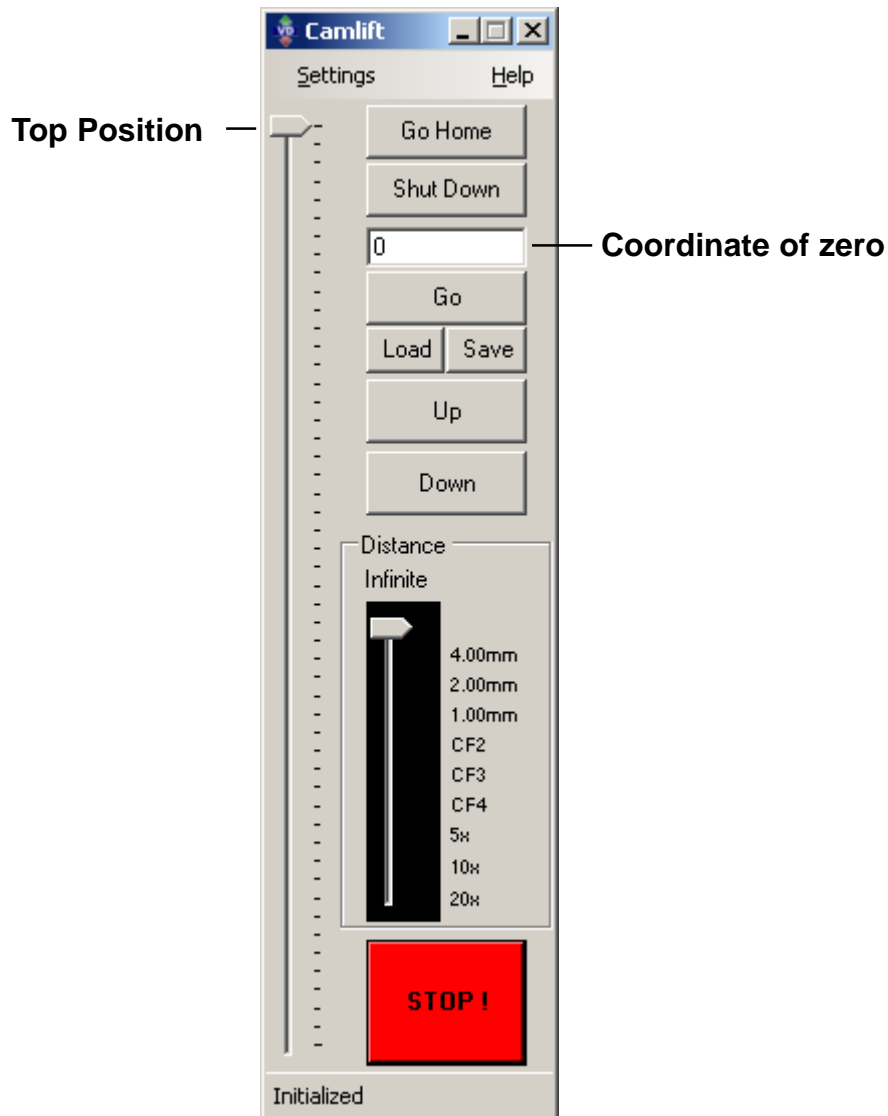 VD Camlift
Settings Help
Top Position
Go Home
Shut Down
0
Coordinate of zero
Go
Load Save
Up
Down
Distance
Infinite
4.00mm
2.00mm
1.00mm
CF2
CF3
CF4
5x
10x
20x
STOP !
Initialized